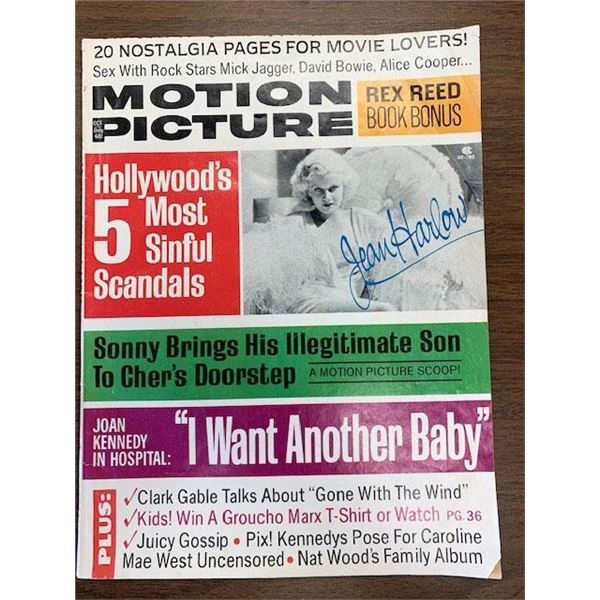 20 NOSTALGIA PAGES FOR MOVIE LOVERS!
Sex With Rock Stars Mick Jagger, David Bowie, Alice Cooper...
MOTION
PICTURE
OCT
Only
60¢
REX REED
BOOK BONUS
Hollywood's
5 Most
Sinful
Scandals
Jean Harlow
Sonny Brings His Illegitimate Son
To Cher's Doorstep
A MOTION PICTURE SCOOP!
JOAN
KENNEDY
IN HOSPITAL:
"I Want Another Baby"
PLUS:
✓Clark Gable Talks About "Gone With The Wind"
✓Kids! Win A Groucho Marx T-Shirt or Watch PG. 36
✓Juicy Gossip • Pix! Kennedys Pose For Caroline
Mae West Uncensored • Nat Wood's Family Album